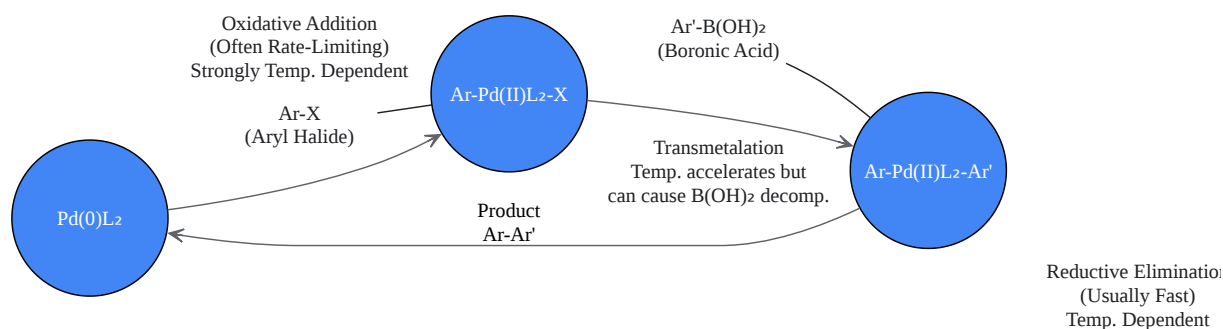 Oxidative Addition
(Often Rate-Limiting)
Strongly Temp. Dependent
Ar-X
(Aryl Halide)
Ar-Pd(II)L₂-X
Ar'-B(OH)₂
(Boronic Acid)
Transmetalation
Temp. accelerates but
can cause B(OH)₂ decomp.
Ar-Pd(II)L₂-Ar'
Pd(0)L₂
Product
Ar-Ar'
Reductive Elimination
(Usually Fast)
Temp. Dependent